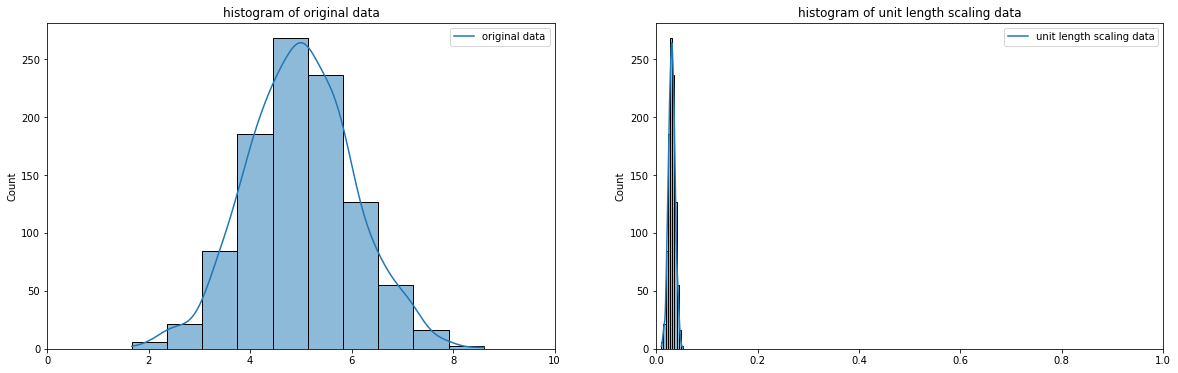 histogram of original data
original data
Count
250
200
150
100
50
0
0 2 4 6 8 10
histogram of unit length scaling data
unit length scaling data
Count
250
200
150
100
50
0
0.0 0.2 0.4 0.6 0.8 1.0